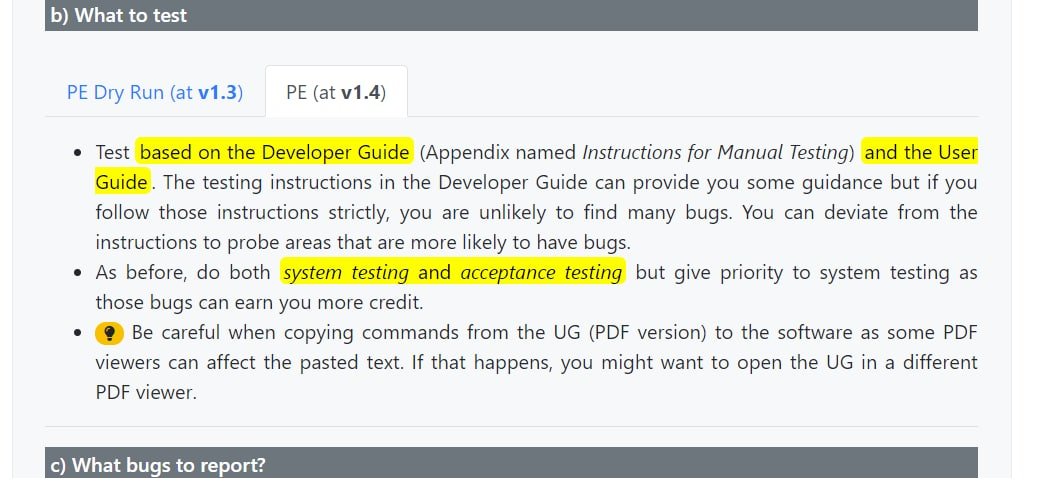 b) What to test
PE Dry Run (at v1.3) PE (at v1.4)
• Test based on the Developer Guide (Appendix named Instructions for Manual Testing) and the User
Guide. The testing instructions in the Developer Guide can provide you some guidance but if you
follow those instructions strictly, you are unlikely to find many bugs. You can deviate from the
instructions to probe areas that are more likely to have bugs.
• As before, do both system testing and acceptance testing but give priority to system testing as
those bugs can earn you more credit.
• Be careful when copying commands from the UG (PDF version) to the software as some PDF
viewers can affect the pasted text. If that happens, you might want to open the UG in a different
PDF viewer.
c) What bugs to report?